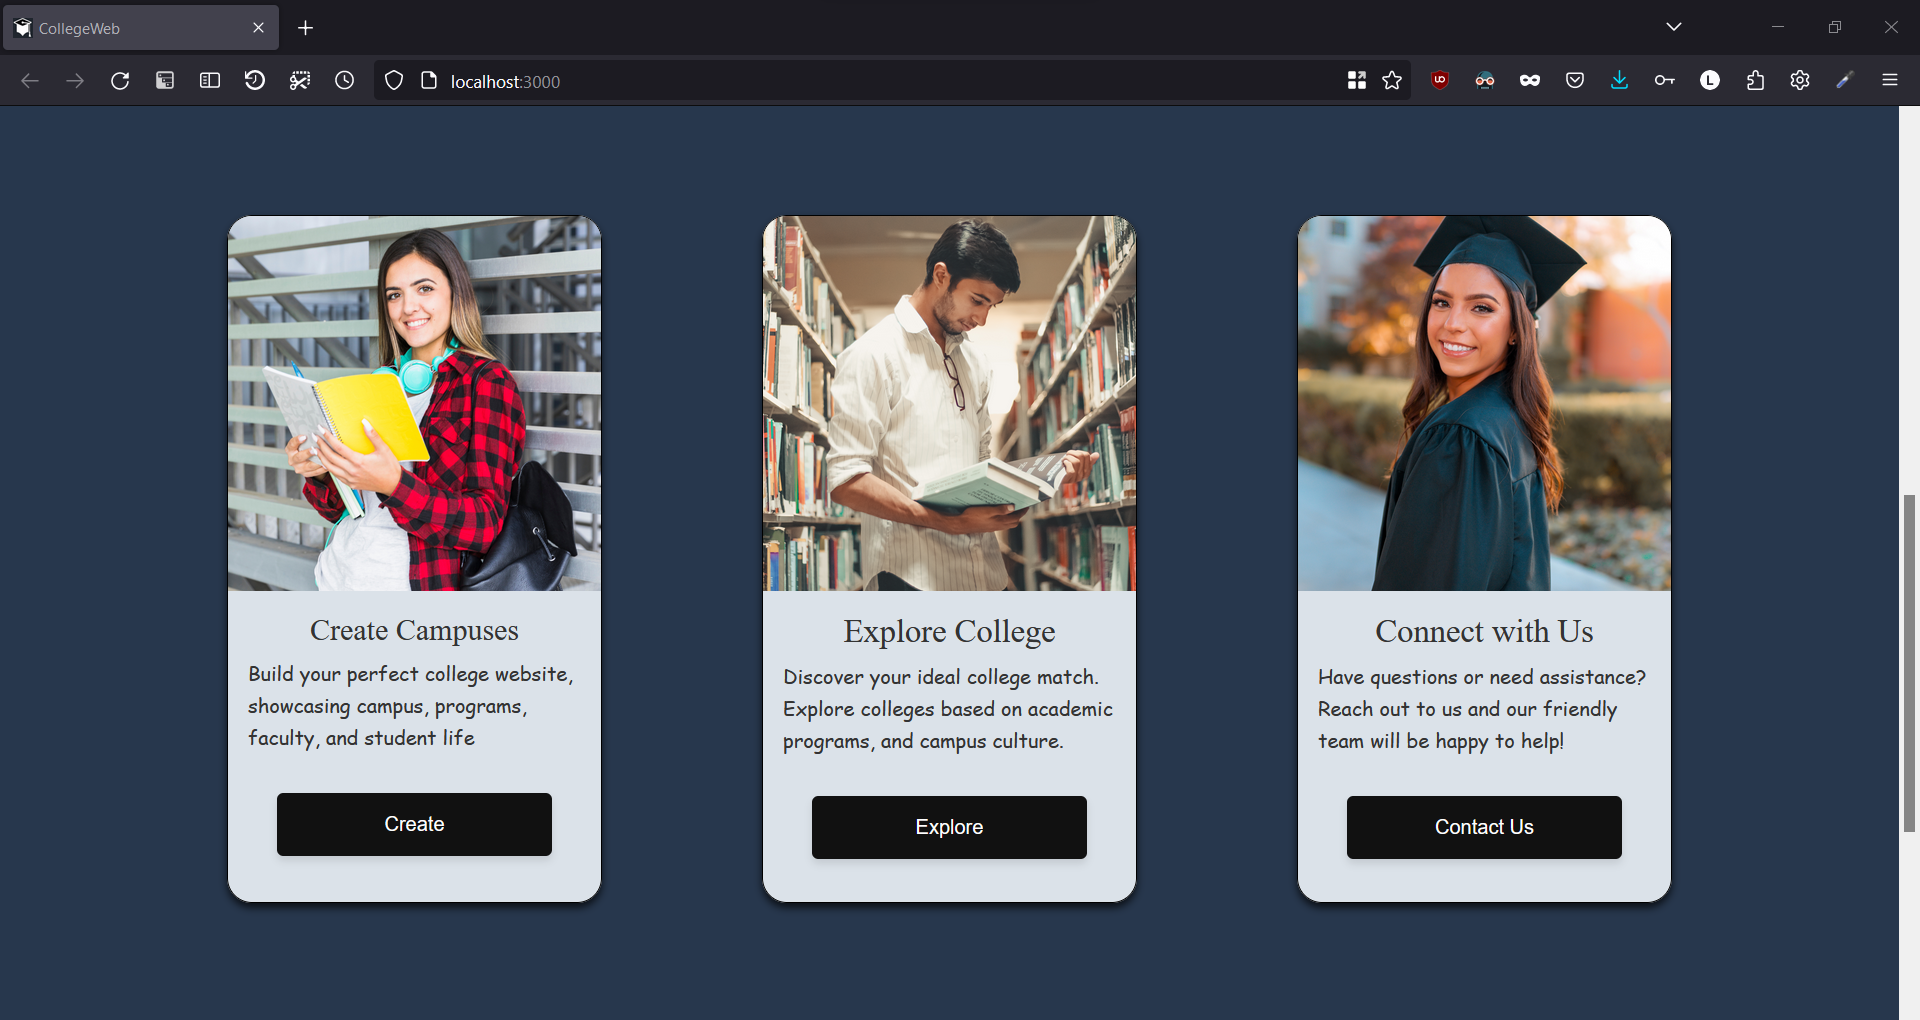 CollegeWeb
localhost:3000
Create Campuses
Build your perfect college website,
showcasing campus, programs,
faculty, and student life
Create
Explore College
Discover your ideal college match.
Explore colleges based on academic
programs, and campus culture.
Explore
Connect with Us
Have questions or need assistance?
Reach out to us and our friendly
team will be happy to help!
Contact Us